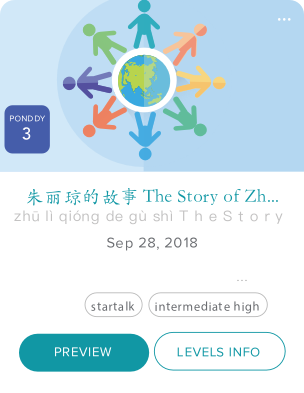 ...
PONDDY
3
朱丽琼的故事 The Story of Zh...
zhū lì qióng de gù shì T h e S t o r y
Sep 28, 2018
...
startalk
intermediate high
PREVIEW
LEVELS INFO